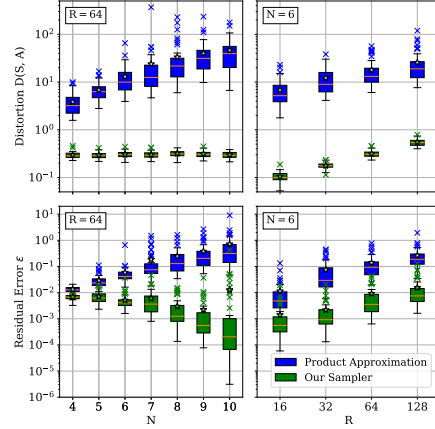 Distortion D(S, A)
10²
10¹
10⁰
10⁻¹
R = 64
N = 6
Residual Error ε
10⁰
10⁻¹
10⁻²
10⁻³
10⁻⁴
10⁻⁵
10⁻⁶
R = 64
N = 6
Product Approximation
Our Sampler
4 5 6 7 8 9 10
N
16 32 64 128
R